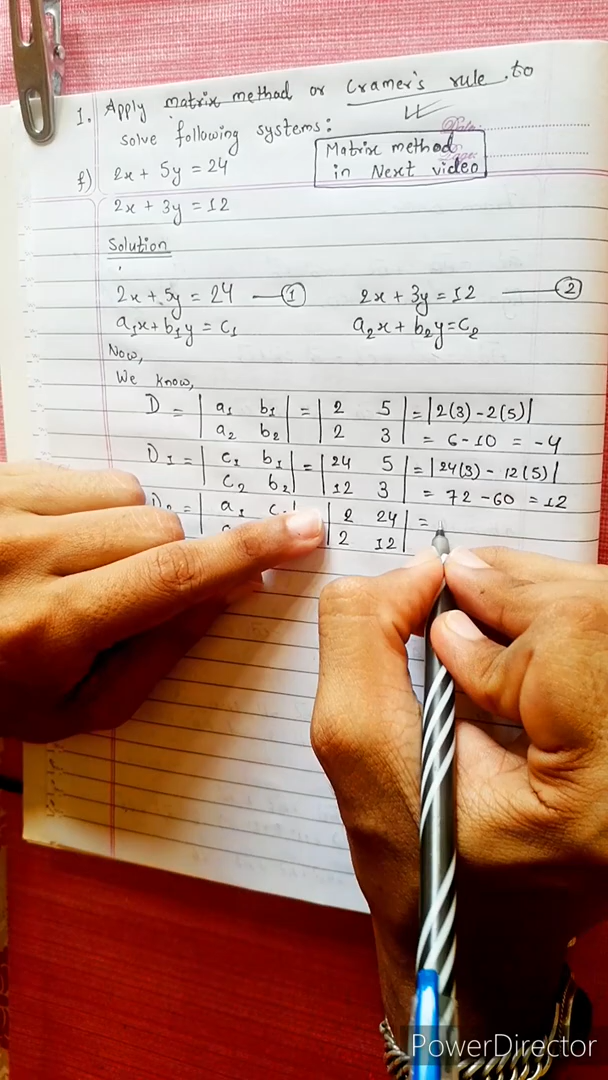 1. Apply matrix method or Cramer's rule to
solve following systems:
Matrix method
in Next video
f) 2x + 5y = 24
2x + 3y = 12
Solution
2x + 5y = 24 — ① 2x + 3y = 12 — ②
a₁x + b₁y = c₁ a₂x + b₂y = c₂
Now,
We know,
D = | a₁ b₁ | = | 2 5 | = |2(3) - 2(5)|
| a₂ b₂ | | 2 3 | = 6 - 10 = -4
D₁ = | c₁ b₁ | = | 24 5 | = |24(3) - 12(5)|
| c₂ b₂ | | 12 3 | = 72 - 60 = 12
D₂ = | a₁ c₁ | | 2 24 | =
| 2 12 |
PowerDirector